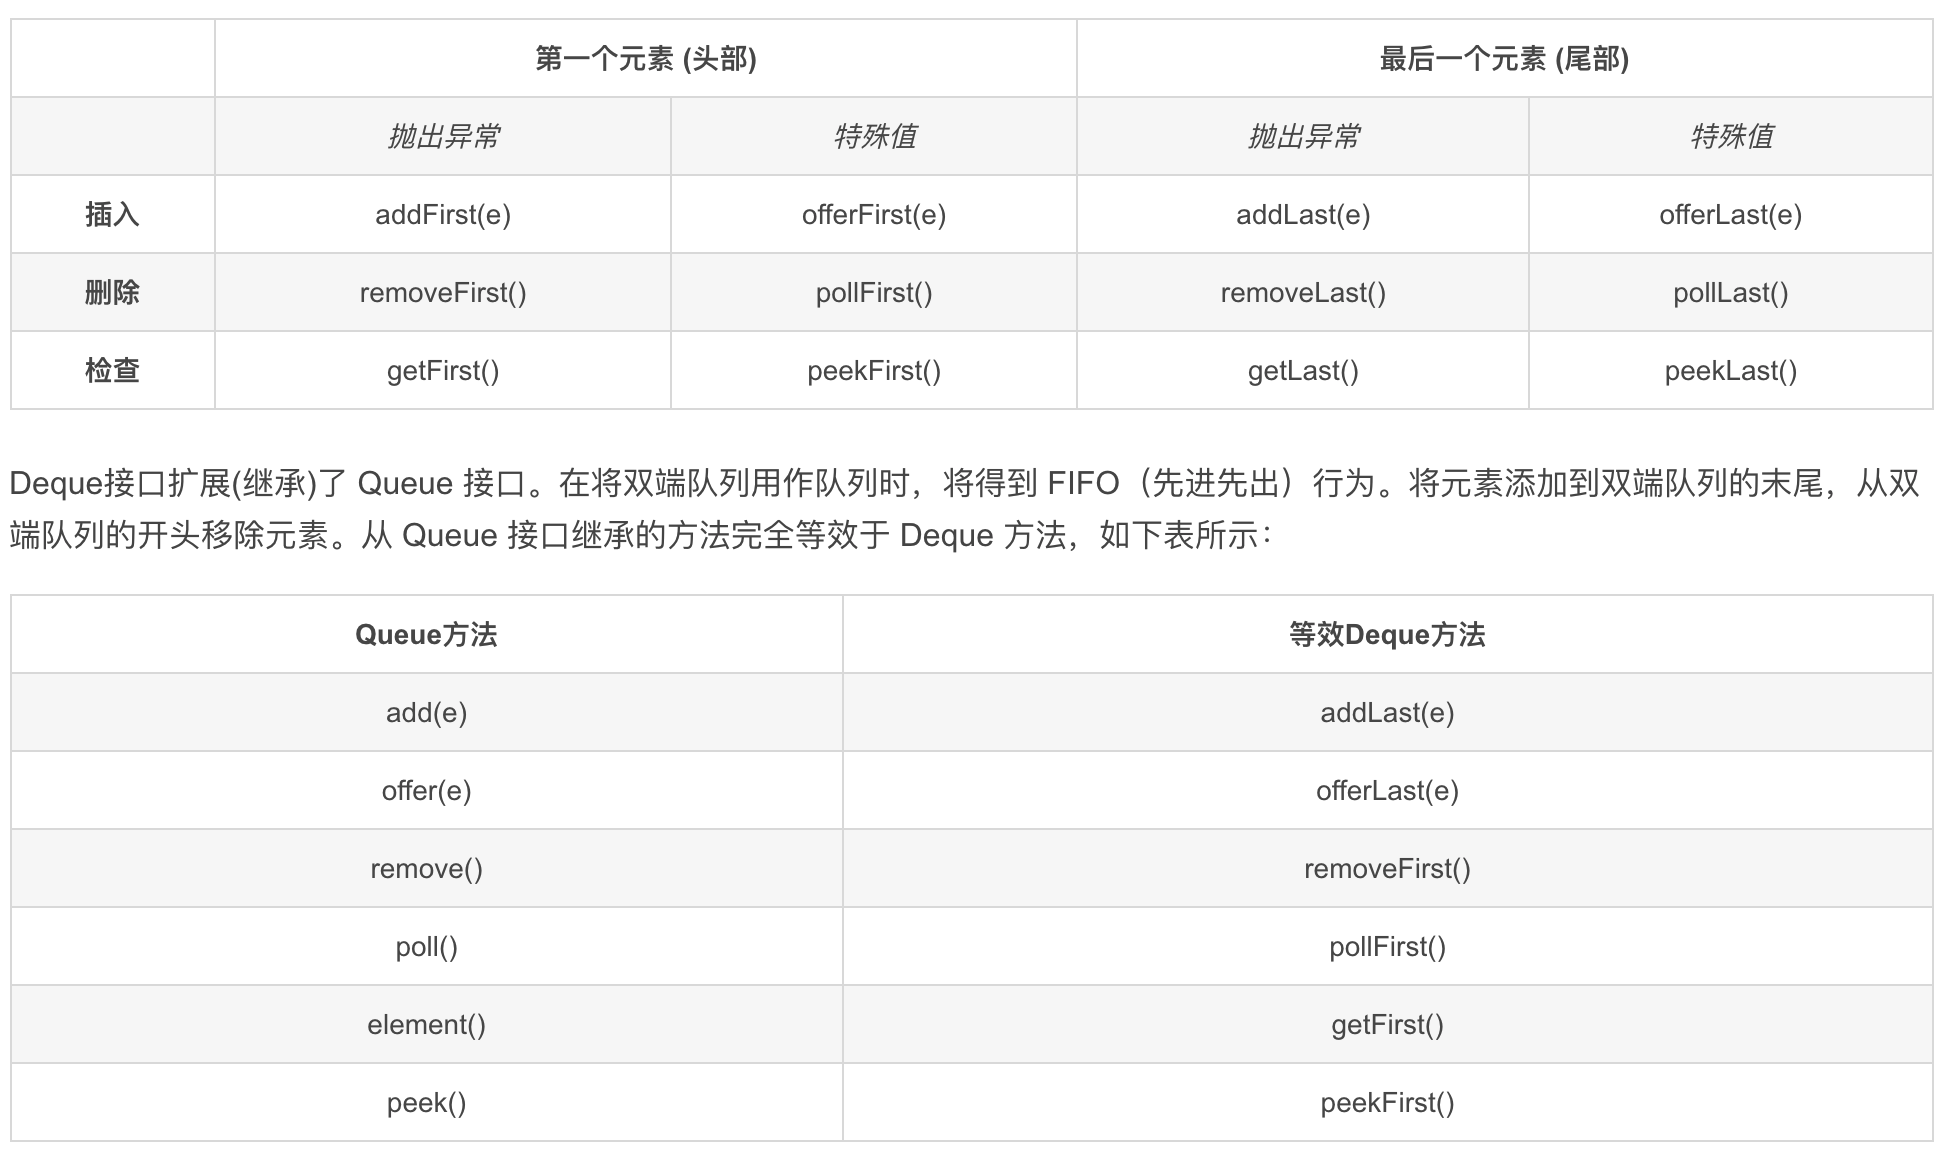 第一个元素 (头部) 最后一个元素 (尾部)
抛出异常 特殊值 抛出异常 特殊值
插入 addFirst(e) offerFirst(e) addLast(e) offerLast(e)
删除 removeFirst() pollFirst() removeLast() pollLast()
检查 getFirst() peekFirst() getLast() peekLast()
Deque接口扩展(继承)了 Queue 接口。在将双端队列用作队列时，将得到 FIFO（先进先出）行为。将元素添加到双端队列的末尾，从双
端队列的开头移除元素。从 Queue 接口继承的方法完全等效于 Deque 方法，如下表所示：
Queue方法 等效Deque方法
add(e) addLast(e)
offer(e) offerLast(e)
remove() removeFirst()
poll() pollFirst()
element() getFirst()
peek() peekFirst()